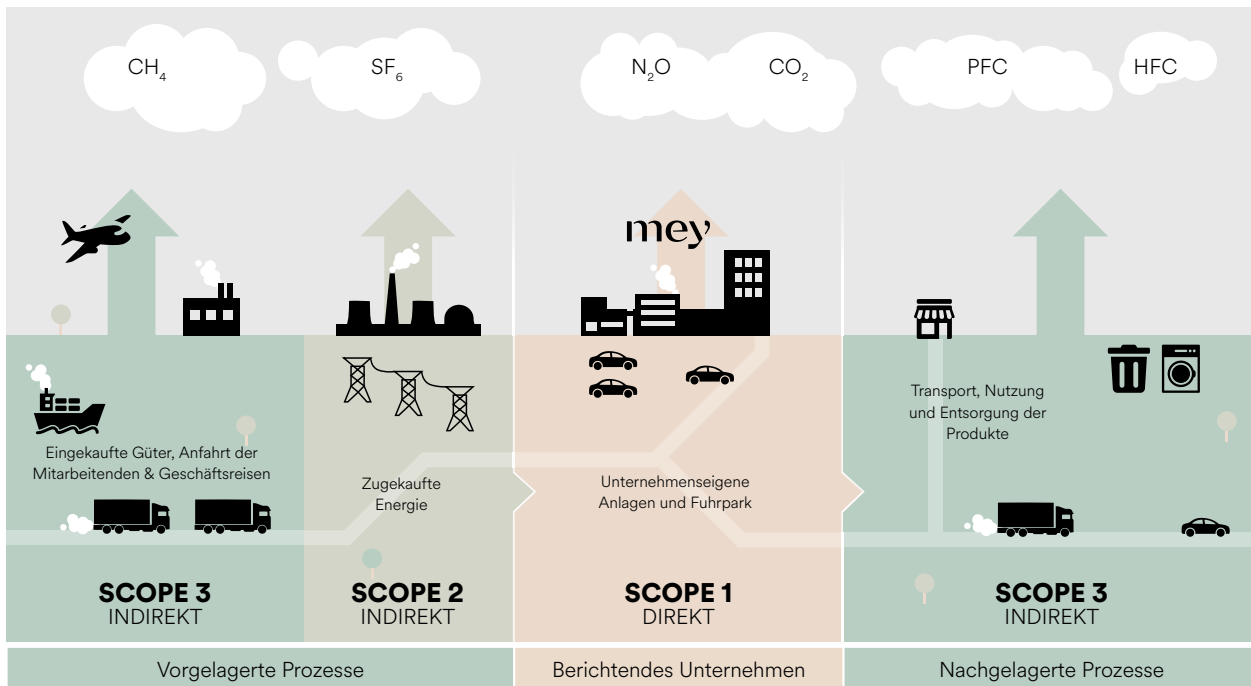 CH₄
SF₆
N₂O
CO₂
PFC
HFC
mey
Eingekaufte Güter, Anfahrt der
Mitarbeitenden & Geschäftsreisen
Zugekaufte
Energie
Unternehmenseigene
Anlagen und Fuhrpark
Transport, Nutzung
und Entsorgung der
Produkte
SCOPE 3
INDIREKT
SCOPE 2
INDIREKT
SCOPE 1
DIREKT
SCOPE 3
INDIREKT
Vorgelagerte Prozesse
Berichtendes Unternehmen
Nachgelagerte Prozesse